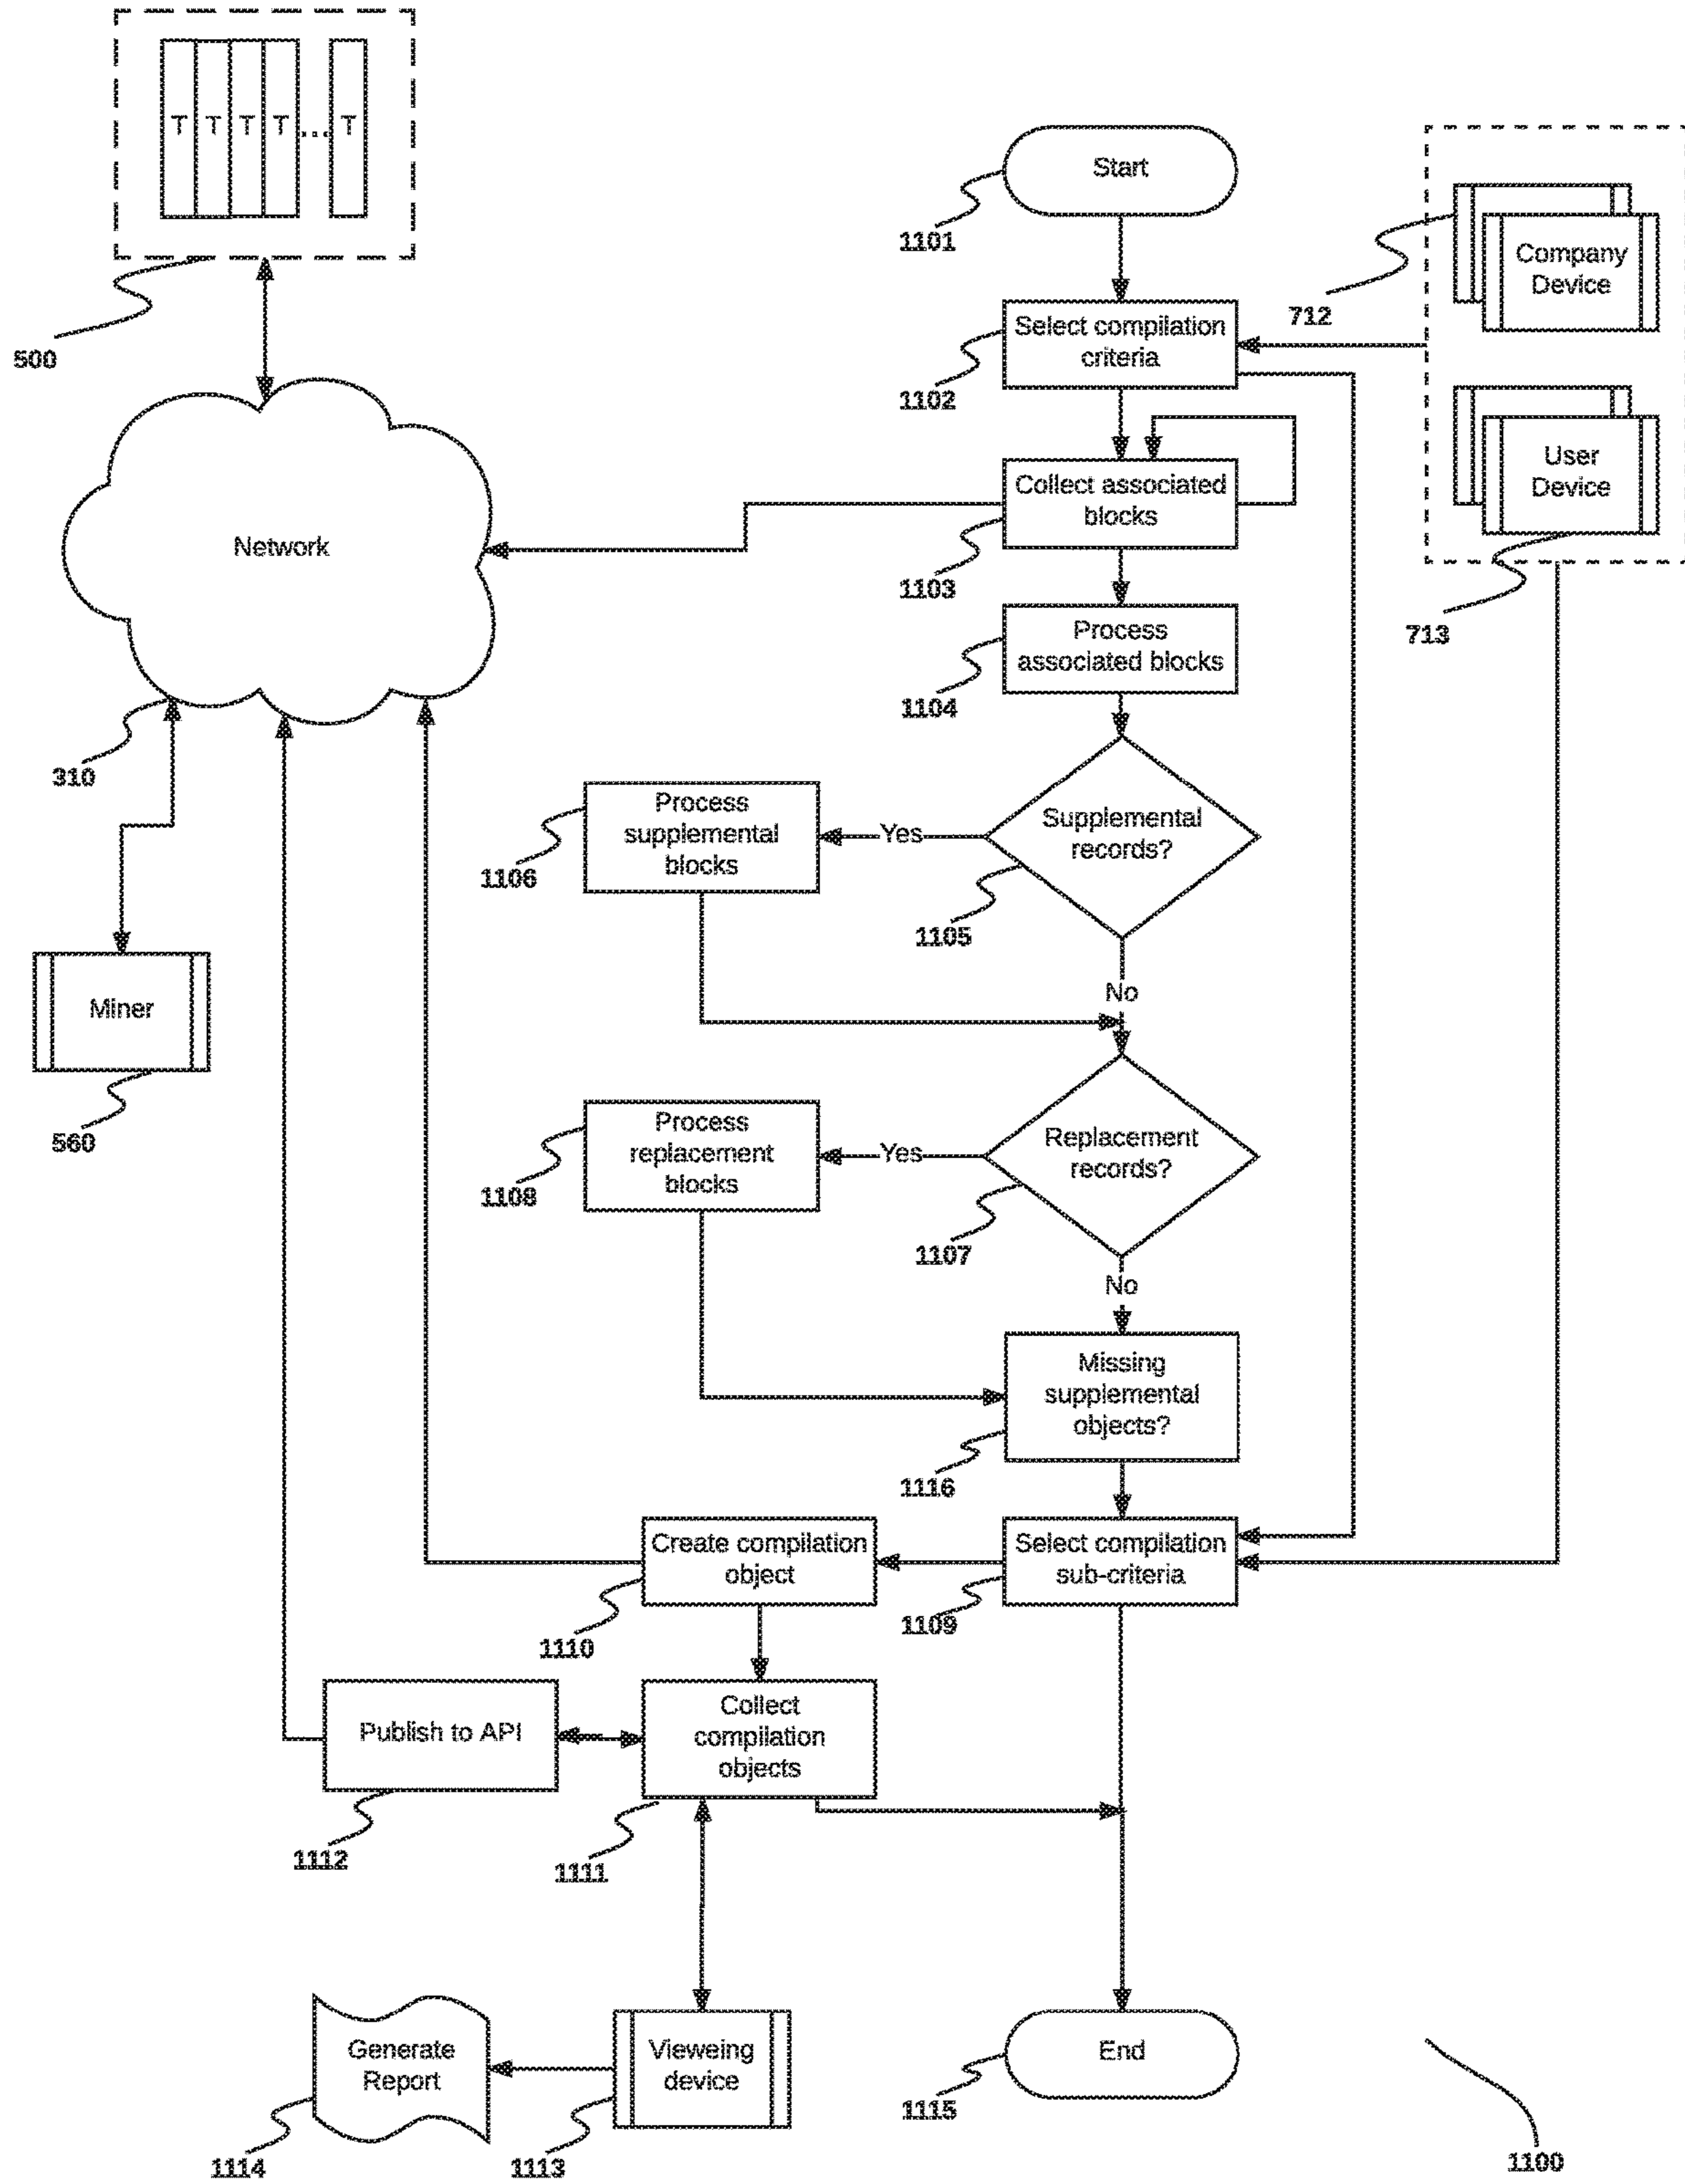 T T T T ... T
500
Start
1101
Company
Device
712
Select compilation
criteria
1102
User
Device
713
Collect associated
blocks
1103
Network
310
Process
associated blocks
1104
Supplemental
records?
1105
Yes
Process
supplemental
blocks
1106
No
Miner
560
Replacement
records?
1107
Yes
Process
replacement
blocks
1108
No
Missing
supplemental
objects?
1116
Select compilation
sub-criteria
1109
Create compilation
object
1110
Collect
compilation
objects
1111
Publish to API
1112
Vieweing
device
1113
Generate
Report
1114
End
1115
1100